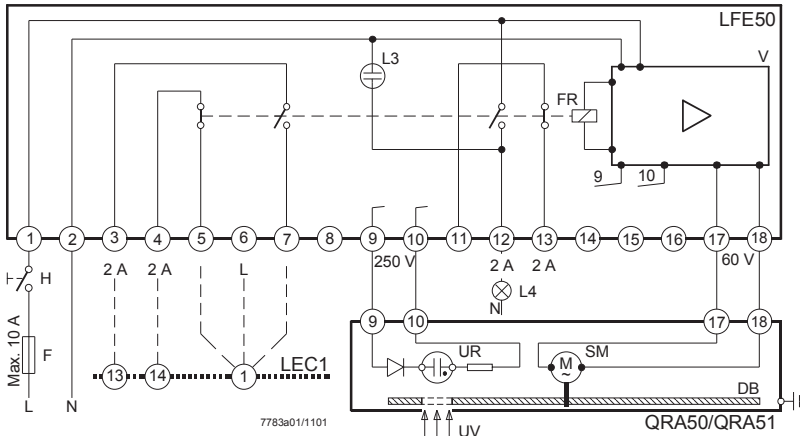 LFE50
V
L3
FR
9 10
1 2 3 4 5 6 7 8 9 10 11 12 13 14 15 16 17 18
2 A 2 A L 250 V 2 A 2 A 60 V
H
L4
N
Max. 10 A
F
9 10 17 18
UR SM
M
~
13 14 1
LEC1
DB
L N
7783a01/1101
UV
QRA50/QRA51